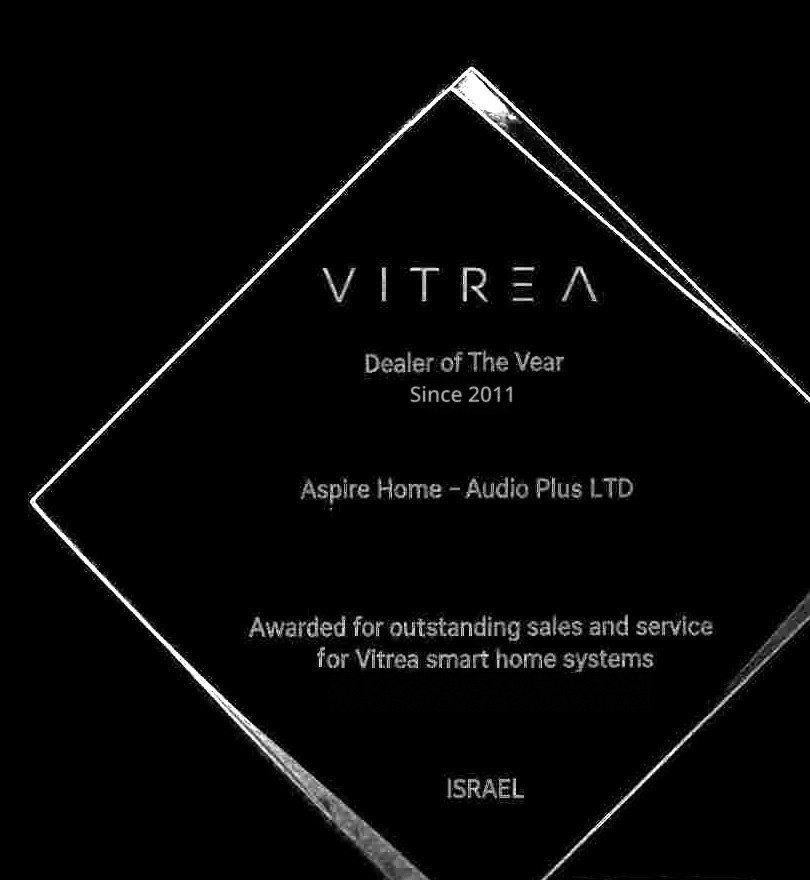 VITREA
Dealer of The Vear
Since 2011
Aspire Home - Audio Plus LTD
Awarded for outstanding sales and service
for Vitrea smart home systems
ISRAEL